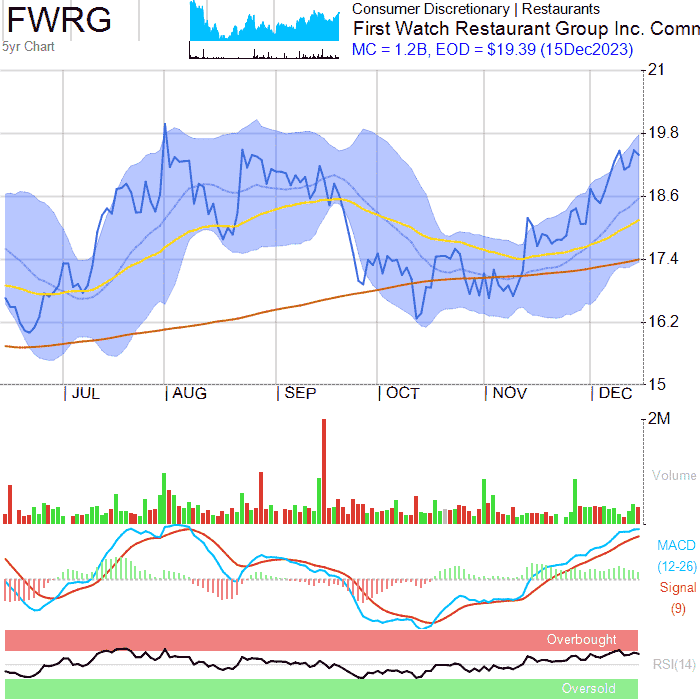 FWRG
5yr Chart
Consumer Discretionary | Restaurants
First Watch Restaurant Group Inc. Comm
MC = 1.2B, EOD = $19.39 (15Dec2023)
21
19.8
18.6
17.4
16.2
15
JUL AUG SEP OCT NOV DEC
2M
Volume
MACD
(12-26)
Signal
(9)
Overbought
RSI(14)
Oversold